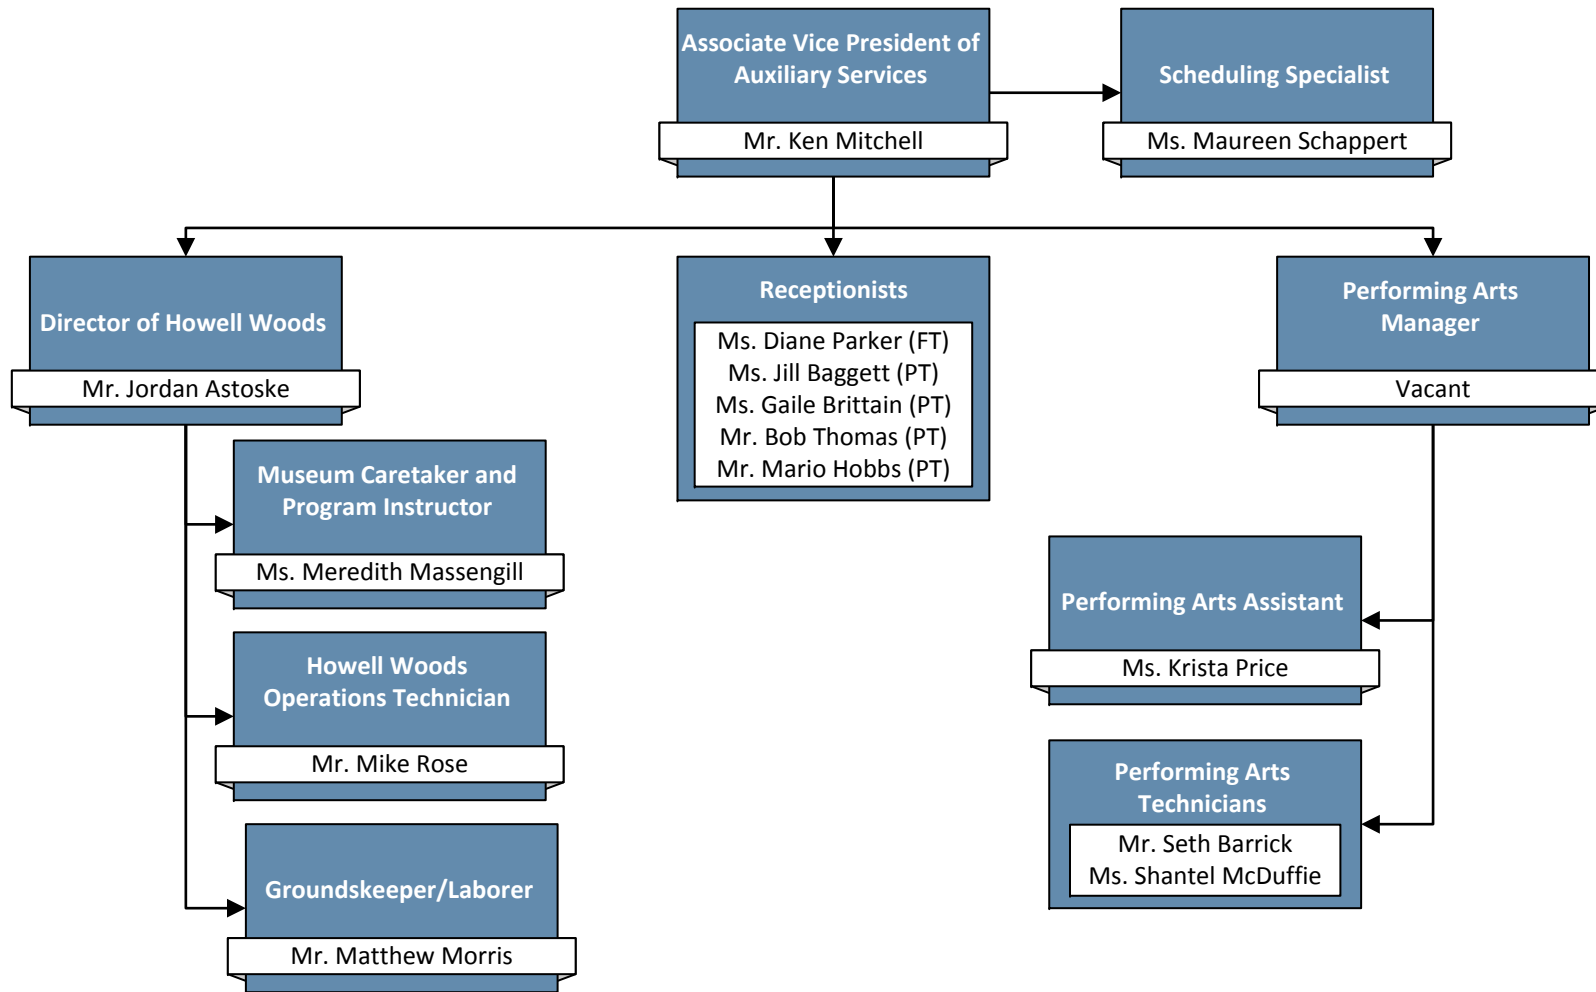 Associate Vice President of
Auxiliary Services
Mr. Ken Mitchell
Scheduling Specialist
Ms. Maureen Schappert
Director of Howell Woods
Mr. Jordan Astoske
Receptionists
Ms. Diane Parker (FT)
Ms. Jill Baggett (PT)
Ms. Gaile Brittain (PT)
Mr. Bob Thomas (PT)
Mr. Mario Hobbs (PT)
Performing Arts
Manager
Vacant
Museum Caretaker and
Program Instructor
Ms. Meredith Massengill
Howell Woods
Operations Technician
Mr. Mike Rose
Groundskeeper/Laborer
Mr. Matthew Morris
Performing Arts Assistant
Ms. Krista Price
Performing Arts
Technicians
Mr. Seth Barrick
Ms. Shantel McDuffie